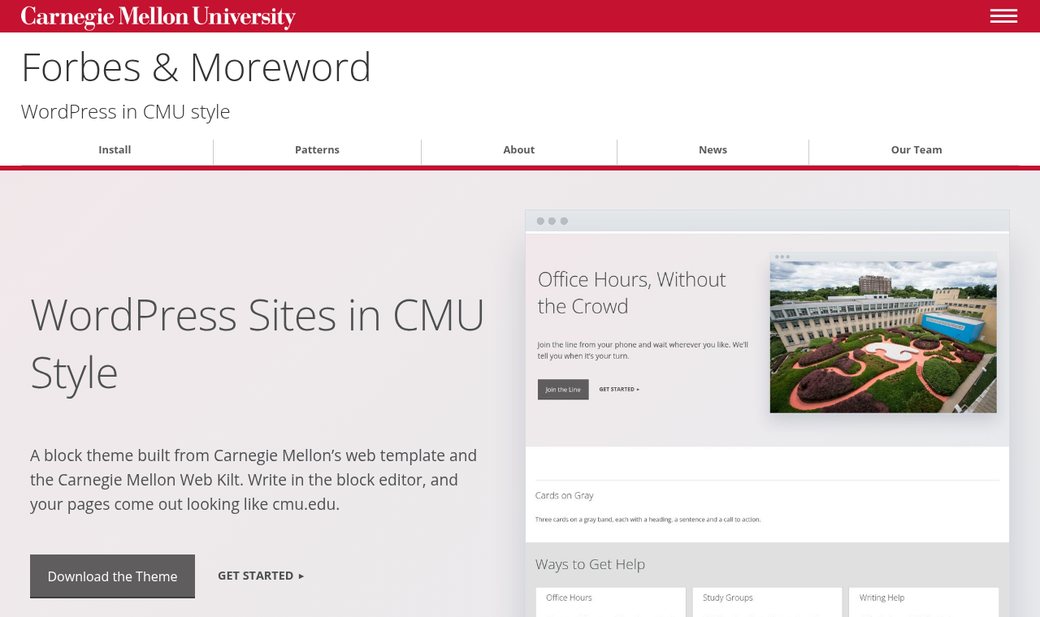 Carnegie Mellon University
Forbes & Moreword
WordPress in CMU style
Install
Patterns
About
News
Our Team
WordPress Sites in CMU
Style
A block theme built from Carnegie Mellon’s web template and
the Carnegie Mellon Web Kilt. Write in the block editor, and
your pages come out looking like cmu.edu.
Download the Theme
GET STARTED ▸
Office Hours, Without
the Crowd
Join the line from your phone and wait wherever you like. We’ll
tell you when it’s your turn.
Join the Line
GET STARTED ▸
Cards on Gray
Three cards on a gray band, each with a heading, a sentence and a call to action.
Ways to Get Help
Office Hours
Study Groups
Writing Help